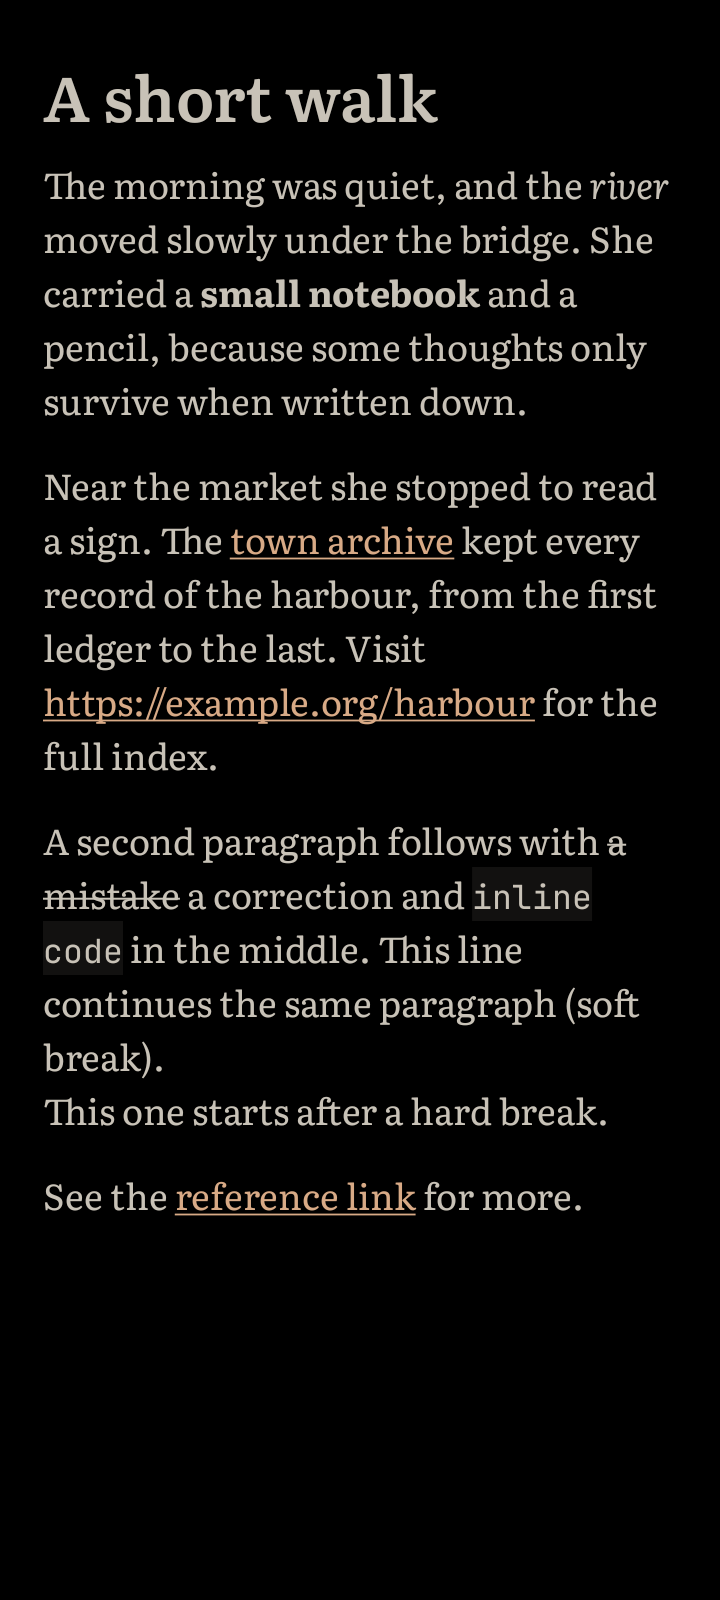 A short walk
The morning was quiet, and the river
moved slowly under the bridge. She
carried a small notebook and a
pencil, because some thoughts only
survive when written down.
Near the market she stopped to read
a sign. The town archive kept every
record of the harbour, from the first
ledger to the last. Visit
https://example.org/harbour for the
full index.
A second paragraph follows with a
mistake a correction and inline
code in the middle. This line
continues the same paragraph (soft
break).
This one starts after a hard break.
See the reference link for more.